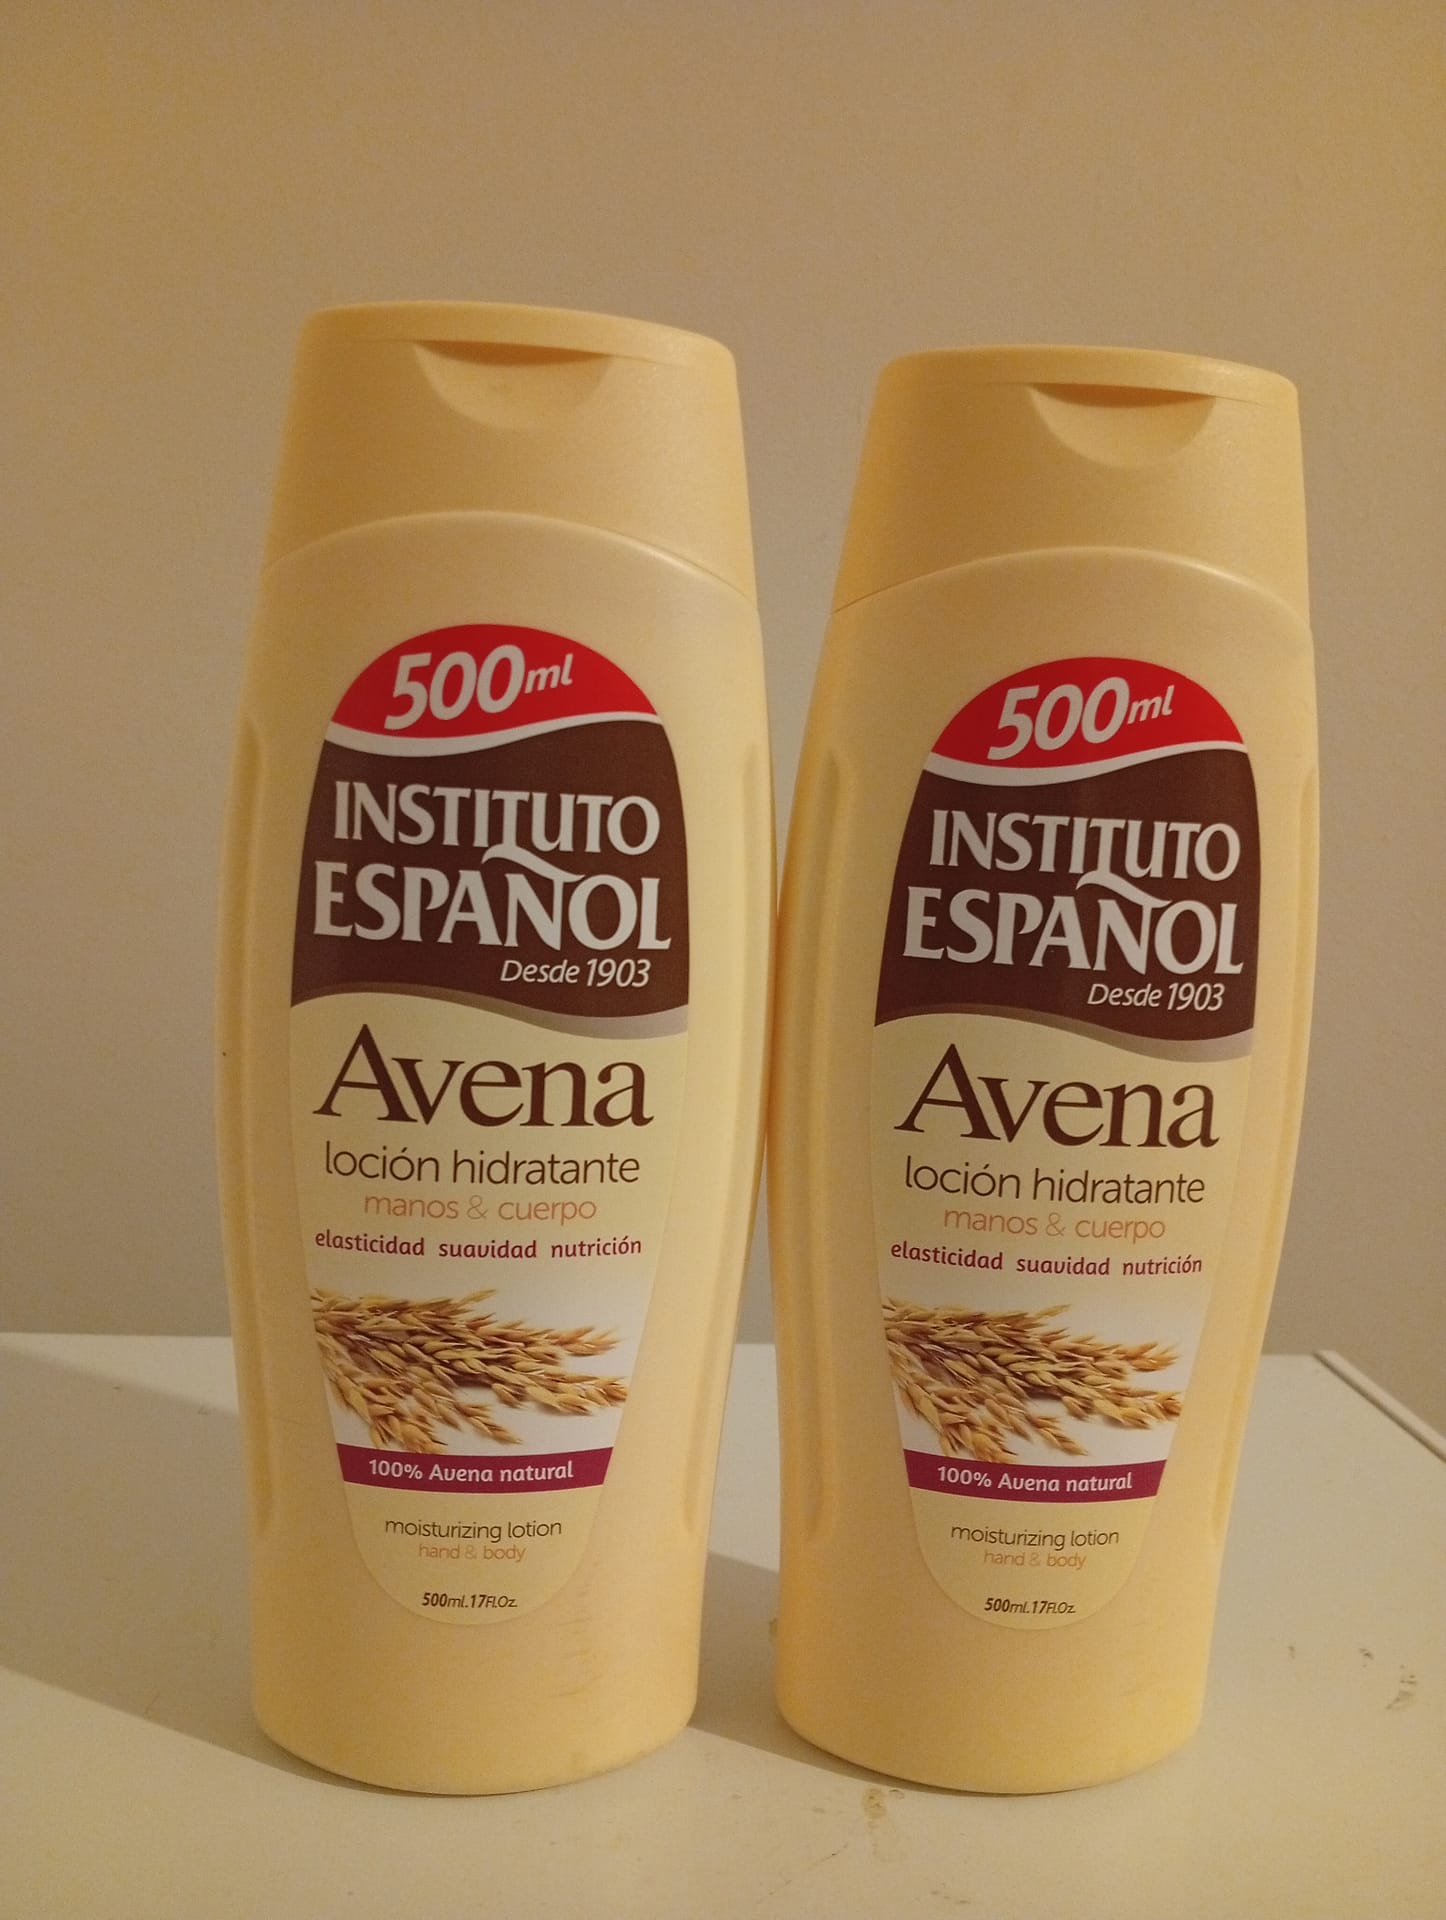 500ml
INSTITUTO
ESPAÑOL
Desde 1903
Avena
loción hidratante
manos & cuerpo
elasticidad suavidad nutrición
100% Avena natural
moisturizing lotion
hand & body
500ml.17Fl.Oz.
500ml
INSTITUTO
ESPAÑOL
Desde 1903
Avena
loción hidratante
manos & cuerpo
elasticidad suavidad nutrición
100% Avena natural
moisturizing lotion
hand & body
500ml.17Fl.Oz.